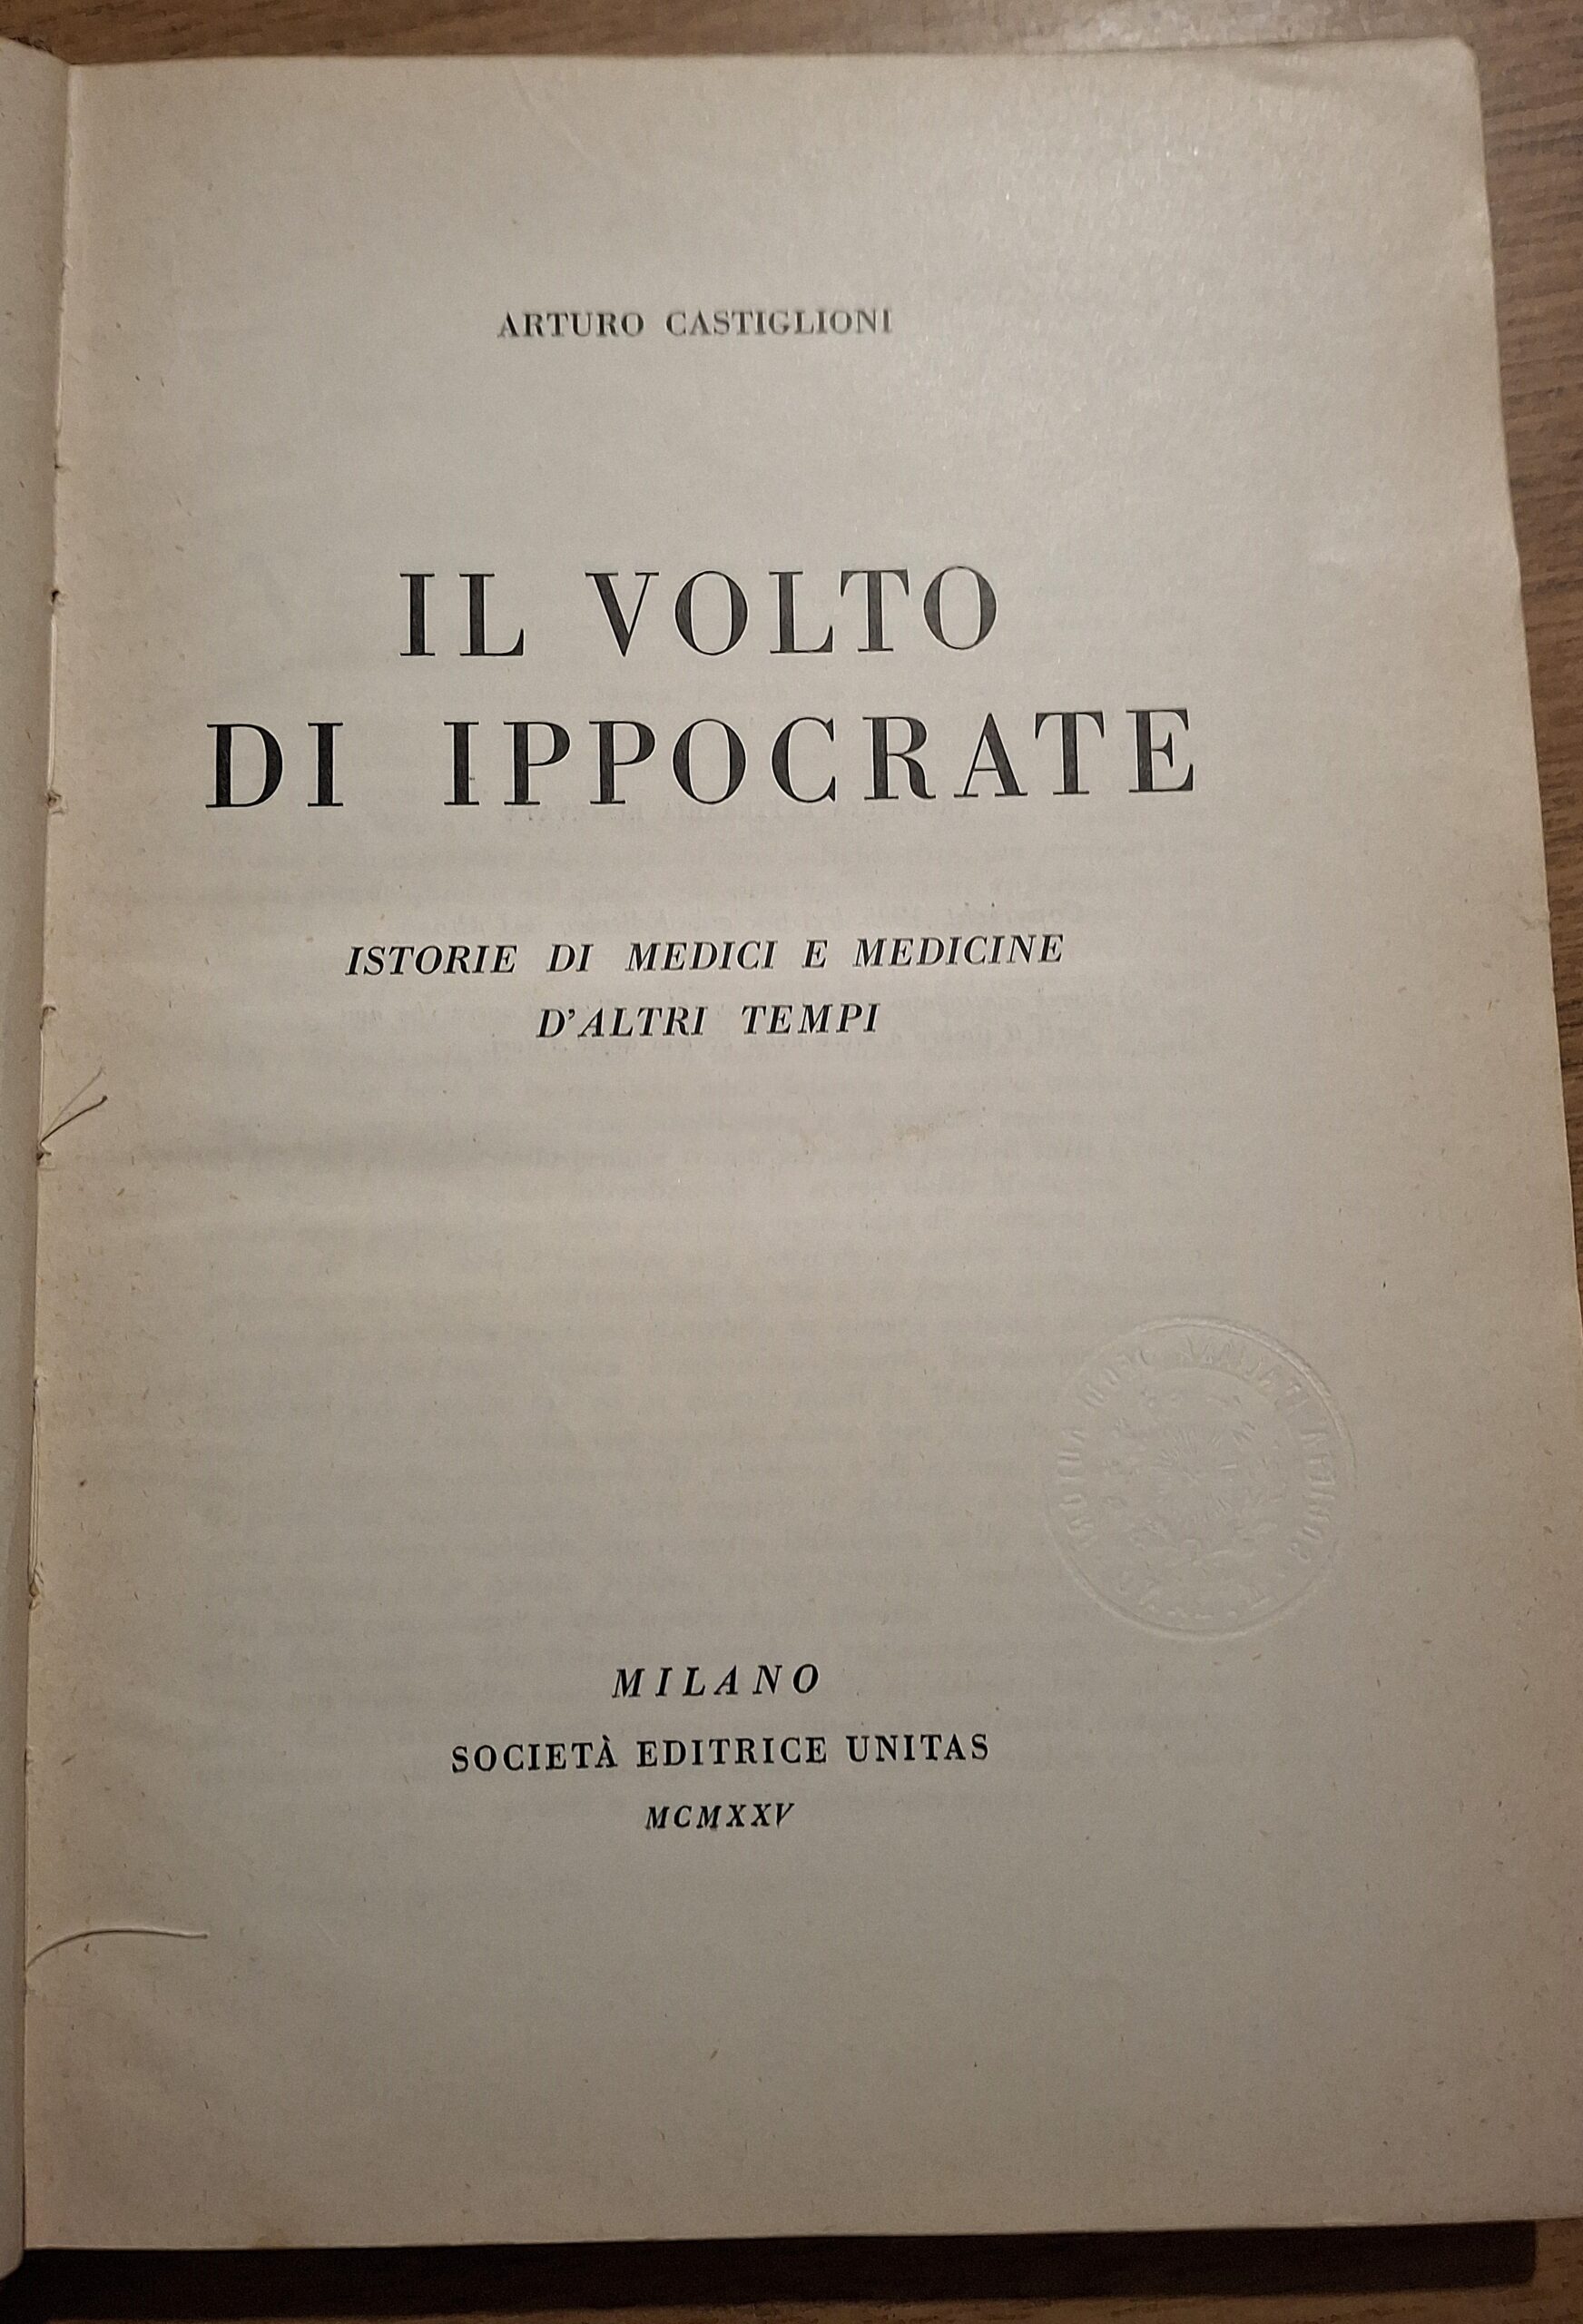 ARTURO CASTIGLIONI
IL VOLTO
DI IPPOCRATE
ISTORIE DI MEDICI E MEDICINE
D'ALTRI TEMPI
MILANO
SOCIETÀ EDITRICE UNITAS
MCMXXV